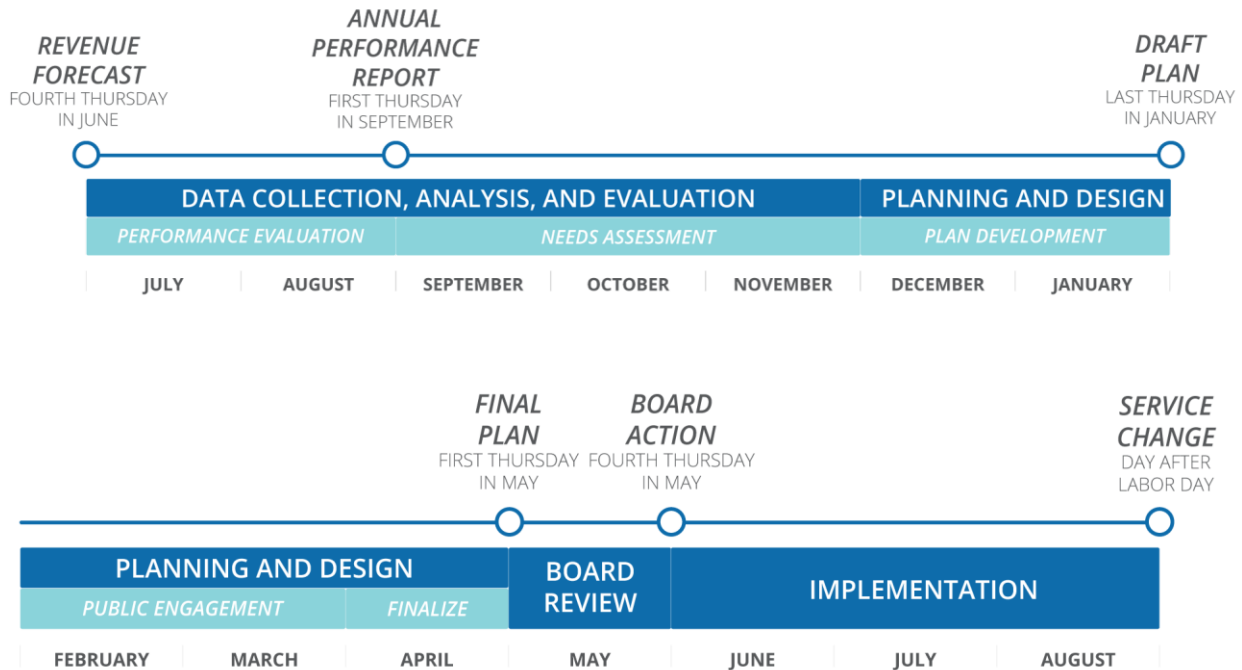 REVENUE
FORECAST
FOURTH THURSDAY
IN JUNE
ANNUAL
PERFORMANCE
REPORT
FIRST THURSDAY
IN SEPTEMBER
DRAFT
PLAN
LAST THURSDAY
IN JANUARY
DATA COLLECTION, ANALYSIS, AND EVALUATION
PLANNING AND DESIGN
PERFORMANCE EVALUATION
NEEDS ASSESSMENT
PLAN DEVELOPMENT
JULY
AUGUST
SEPTEMBER
OCTOBER
NOVEMBER
DECEMBER
JANUARY
FINAL
PLAN
FIRST THURSDAY
IN MAY
BOARD
ACTION
FOURTH THURSDAY
IN MAY
SERVICE
CHANGE
DAY AFTER
LABOR DAY
PLANNING AND DESIGN
PUBLIC ENGAGEMENT
FINALIZE
BOARD
REVIEW
IMPLEMENTATION
FEBRUARY
MARCH
APRIL
MAY
JUNE
JULY
AUGUST